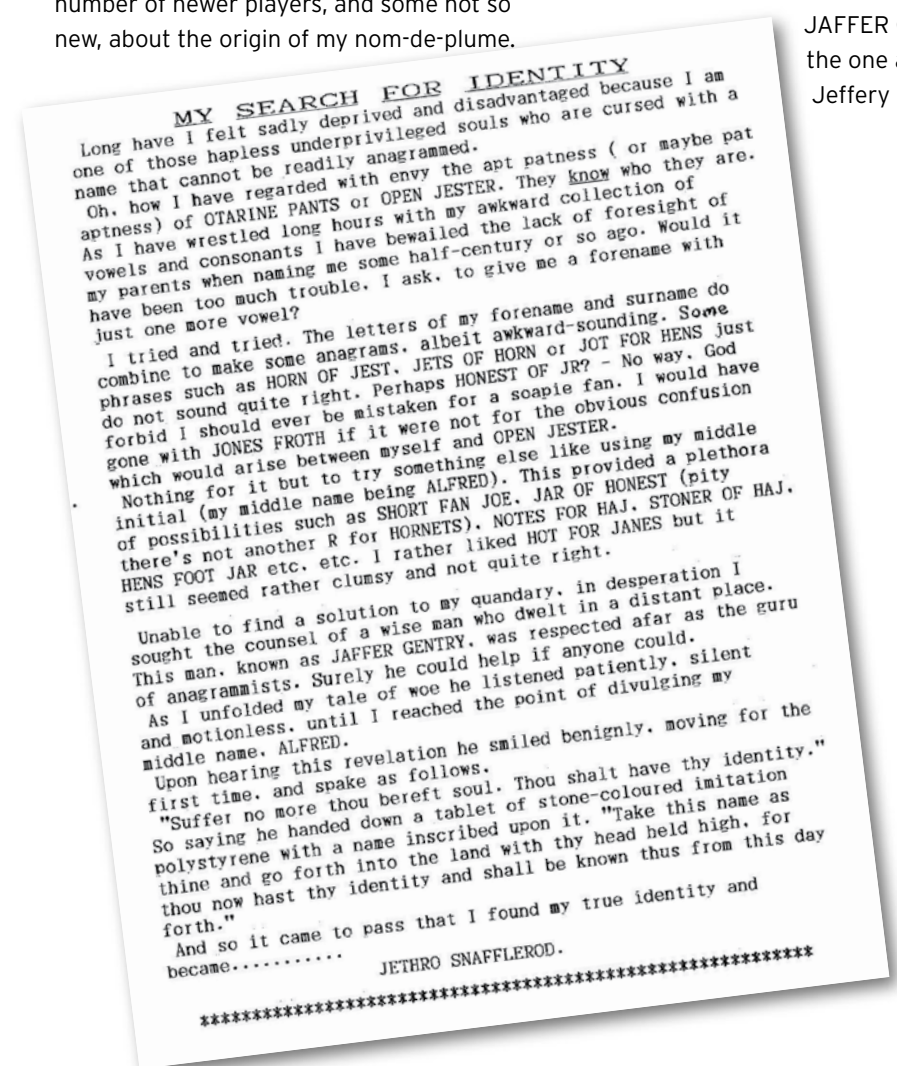 number of newer players, and some not so
new, about the origin of my nom-de-plume.
JAFFER
the one
Jeffery
MY SEARCH FOR IDENTITY
Long have I felt sadly deprived and disadvantaged because I am
one of those hapless underprivileged souls who are cursed with a
name that cannot be readily anagrammed.
Oh, how I have regarded with envy the apt patness ( or maybe pat
aptness) of OTARINE PANTS or OPEN JESTER. They know who they are.
As I have wrestled long hours with my awkward collection of
vowels and consonants I have bewailed the lack of foresight of
my parents when naming me some half-century or so ago. Would it
have been too much trouble, I ask, to give me a forename with
just one more vowel?
I tried and tried. The letters of my forename and surname do
combine to make some anagrams, albeit awkward-sounding. Some
phrases such as HORN OF JEST, JETS OF HORN or JOT FOR HENS just
do not sound quite right. Perhaps HONEST OF JR? - No way. God
forbid I should ever be mistaken for a soapie fan. I would have
gone with JONES FROTH if it were not for the obvious confusion
which would arise between myself and OPEN JESTER.
Nothing for it but to try something else like using my middle
initial (my middle name being ALFRED). This provided a plethora
of possibilities such as SHORT FAN JOE, JAR OF HONEST (pity
there's not another R for HORNETS), NOTES FOR HAJ, STONER OF HAJ,
HENS FOOT JAR etc. etc. I rather liked HOT FOR JANES but it
still seemed rather clumsy and not quite right.
Unable to find a solution to my quandary, in desperation I
sought the counsel of a wise man who dwelt in a distant place.
This man, known as JAFFER GENTRY, was respected afar as the guru
of anagrammists. Surely he could help if anyone could.
As I unfolded my tale of woe he listened patiently, silent
and motionless, until I reached the point of divulging my
middle name, ALFRED.
Upon hearing this revelation he smiled benignly, moving for the
first time, and spake as follows.
"Suffer no more thou bereft soul. Thou shalt have thy identity."
So saying he handed down a tablet of stone-coloured imitation
polystyrene with a name inscribed upon it. "Take this name as
thine and go forth into the land with thy head held high, for
thou now hast thy identity and shall be known thus from this day
forth."
And so it came to pass that I found my true identity and
became...........
JETHRO SNAFFLEROD.
************************************************************